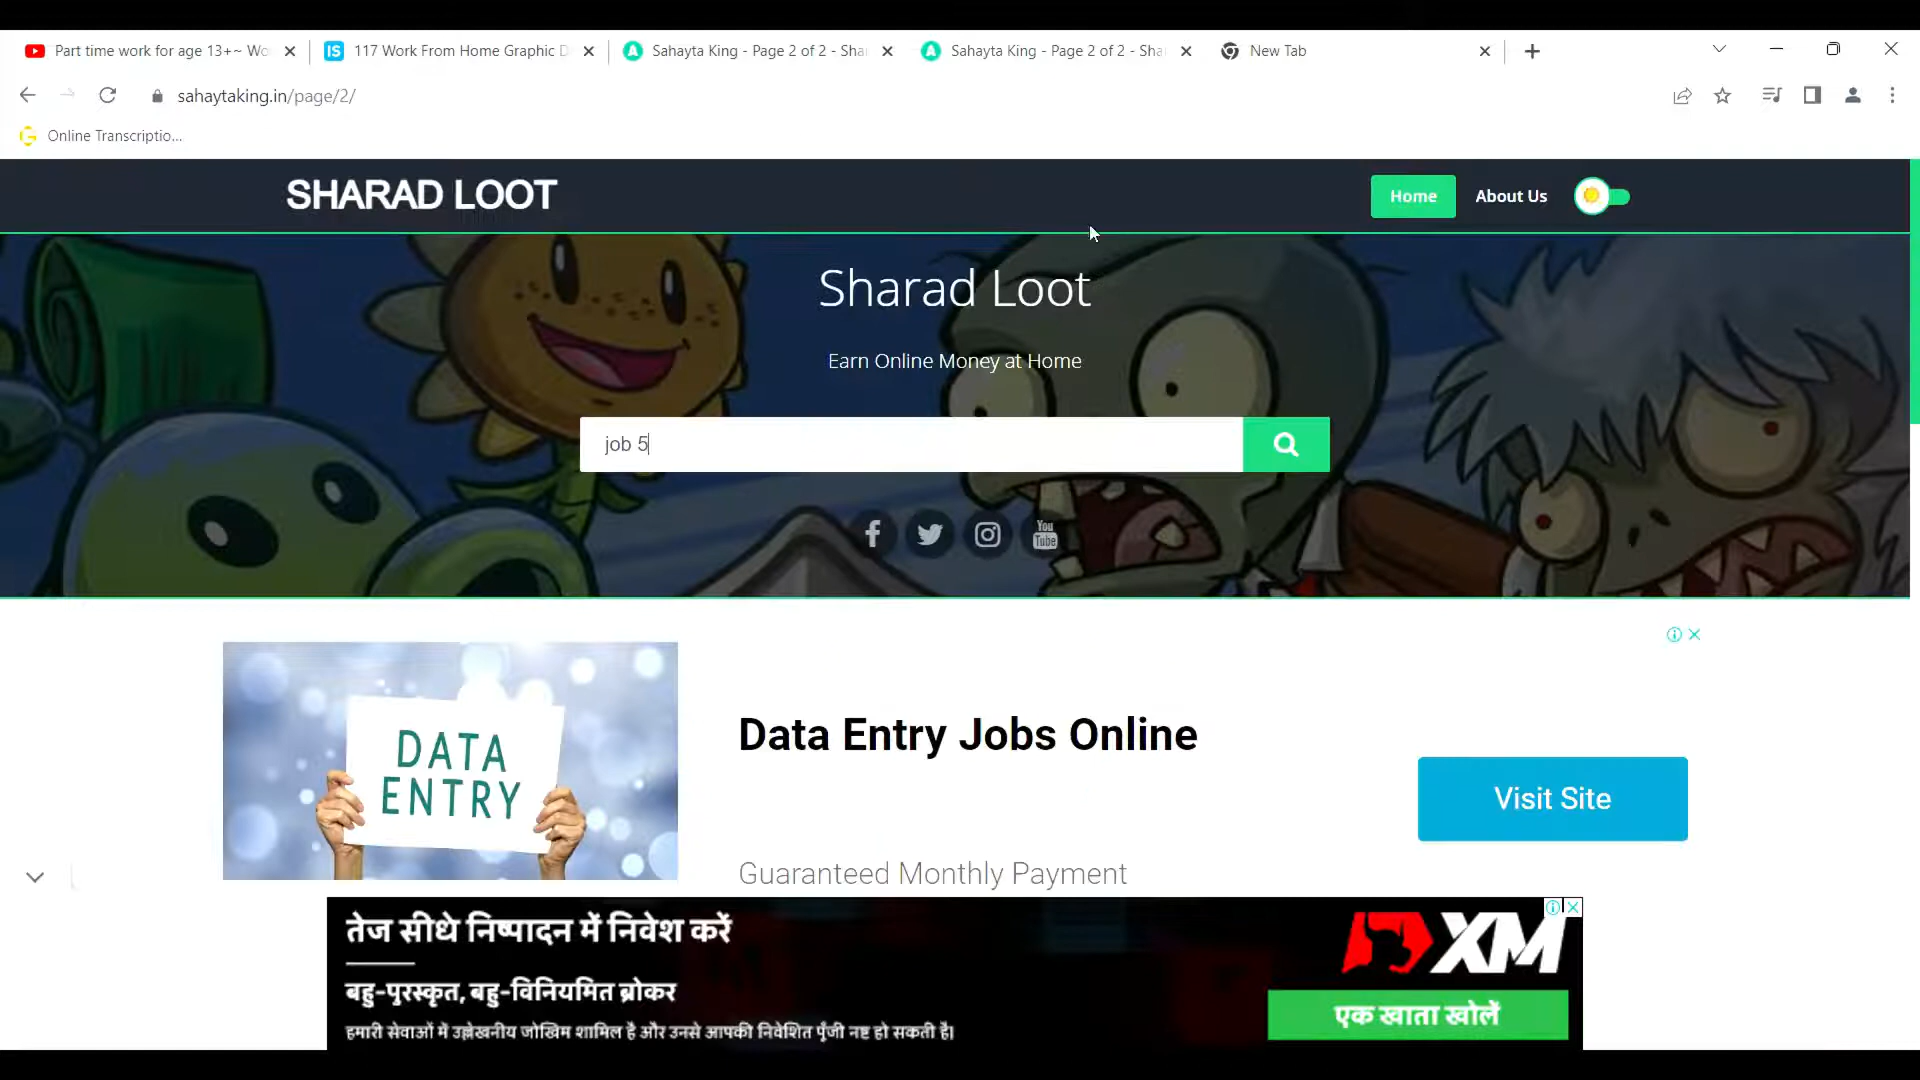 Part time work for age 13+~ Wo
117 Work From Home Graphic D
Sahayta King - Page 2 of 2 - Sha
Sahayta King - Page 2 of 2 - Sha
New Tab
sahaytaking.in/page/2/
Online Transcriptio...
SHARAD LOOT
Home
About Us
Sharad Loot
Earn Online Money at Home
job 5
You
Tube
DATA
ENTRY
Data Entry Jobs Online
Visit Site
Guaranteed Monthly Payment
तेज सीधे निष्पादन में निवेश करें
बहु-पुरस्कृत, बहु-विनियमित ब्रोकर
हमारी सेवाओं में उल्लेखनीय जोखिम शामिल है और उनसे आपकी निवेशित पूँजी नष्ट हो सकती है।
XM
एक खाता खोलें